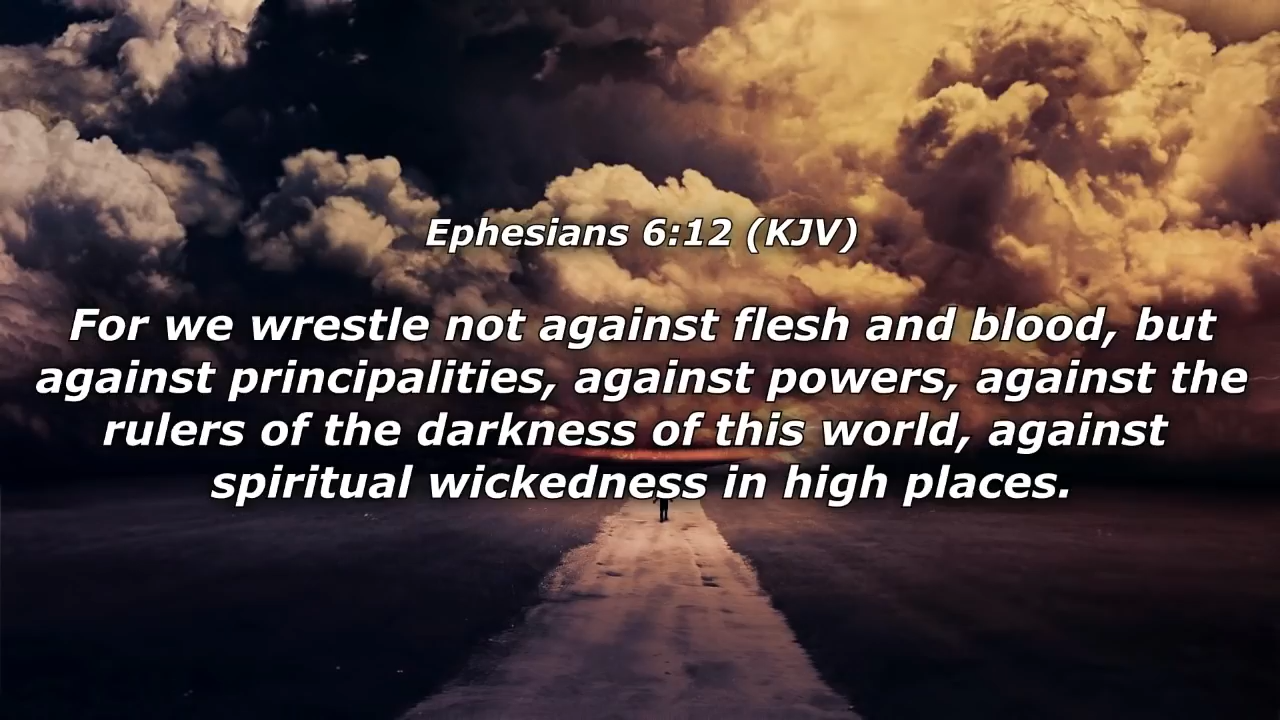 Ephesians 6:12 (KJV)
For we wrestle not against flesh and blood, but
against principalities, against powers, against the
rulers of the darkness of this world, against
spiritual wickedness in high places.